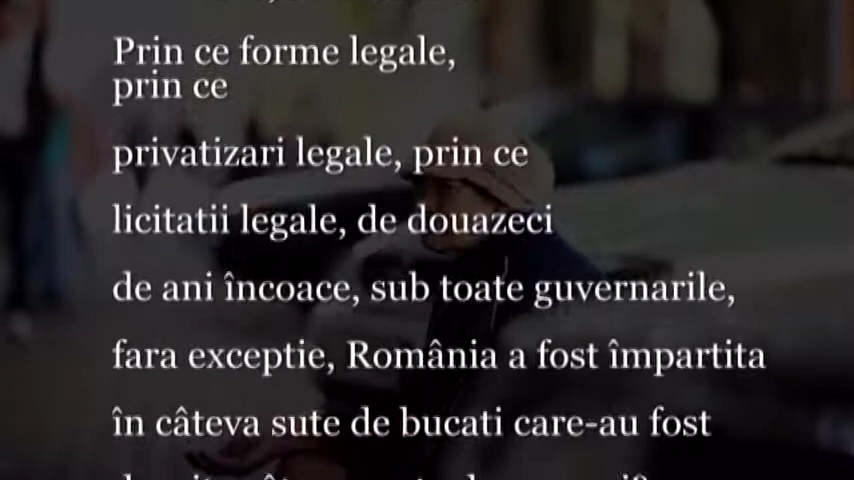 Prin ce forme legale,
prin ce
privatizari legale, prin ce
licitatii legale, de douazeci
de ani încoace, sub toate guvernarile,
fara exceptie, România a fost împartita
în câteva sute de bucati care-au fost